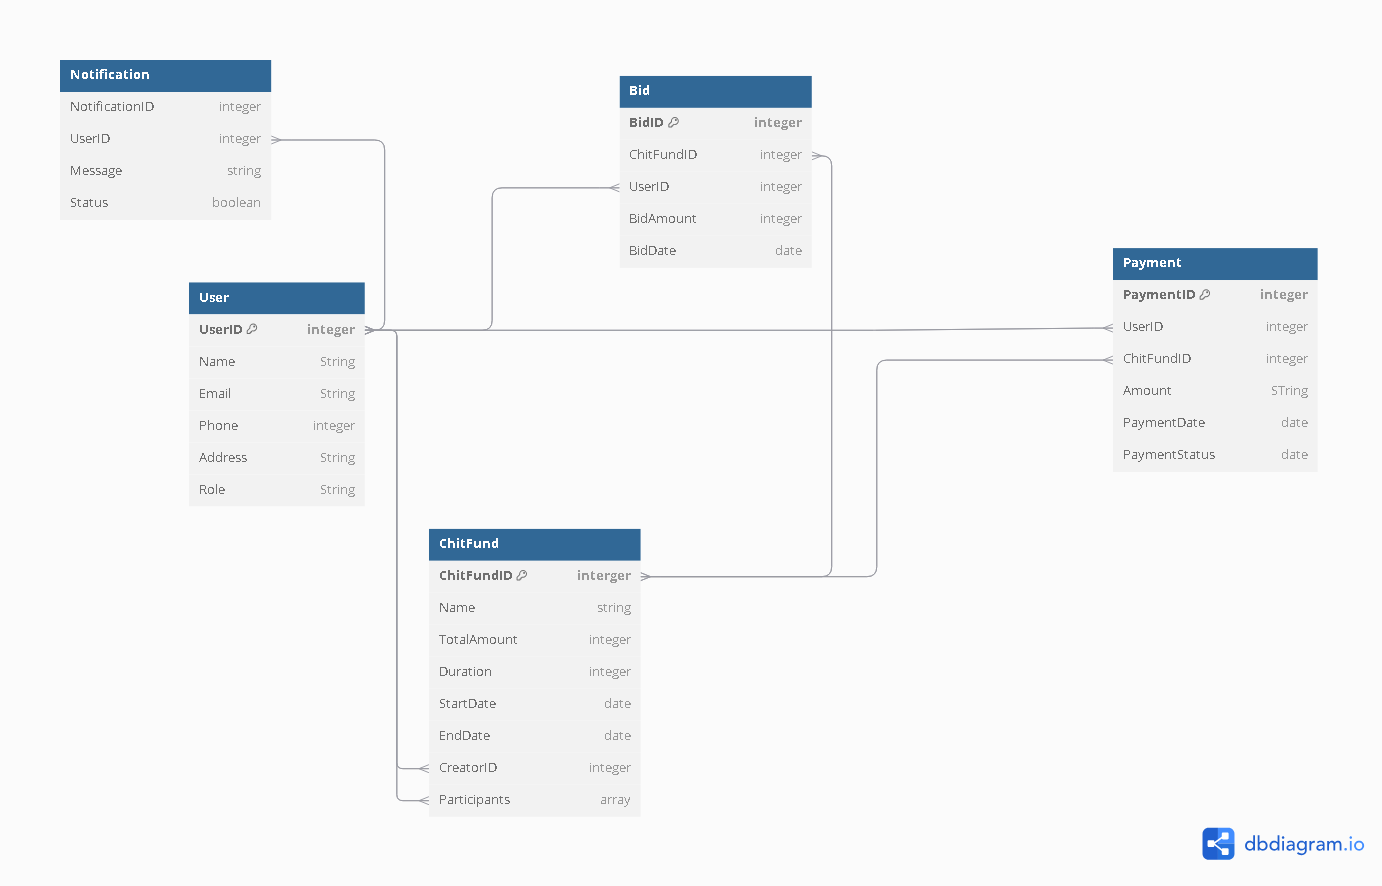 Notification
NotificationID integer
UserID integer
Message string
Status boolean
Bid
BidID integer
ChitFundID integer
UserID integer
BidAmount integer
BidDate date
Payment
PaymentID integer
UserID integer
ChitFundID integer
Amount STring
PaymentDate date
PaymentStatus date
User
UserID integer
Name String
Email String
Phone integer
Address String
Role String
ChitFund
ChitFundID interger
Name string
TotalAmount integer
Duration integer
StartDate date
EndDate date
CreatorID integer
Participants array
dbdiagram.io